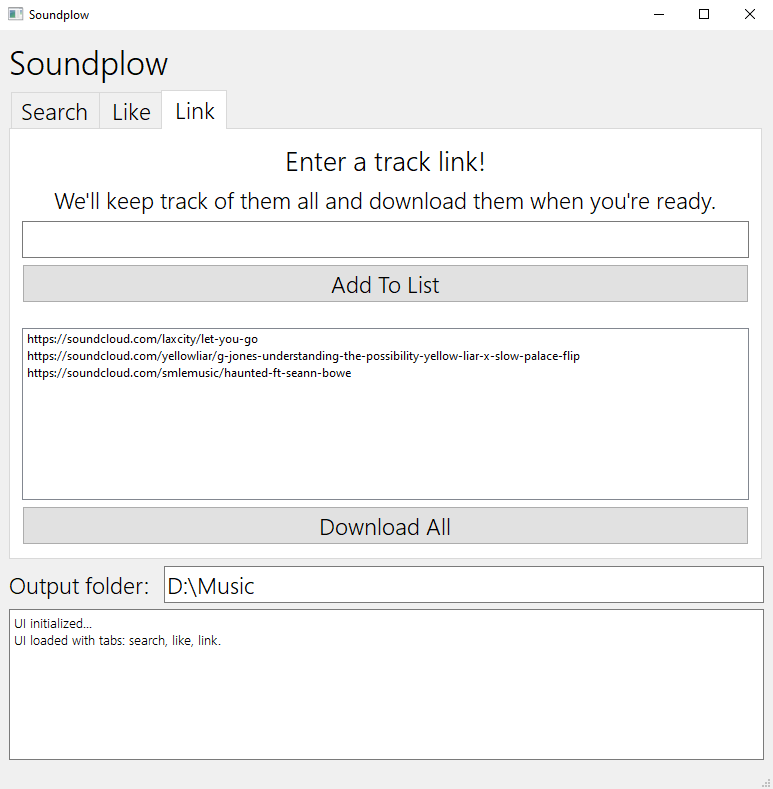 Soundplow
Soundplow
Search Like Link
Enter a track link!
We'll keep track of them all and download them when you're ready.
Add To List
https://soundcloud.com/laxcity/let-you-go
https://soundcloud.com/yellowliar/g-jones-understanding-the-possibility-yellow-liar-x-slow-palace-flip
https://soundcloud.com/smlemusic/haunted-ft-seann-bowe
Download All
Output folder: D:\Music
UI initialized...
UI loaded with tabs: search, like, link.